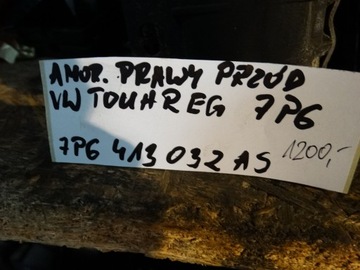 AMOR. PRAWY PRZÓD
VW TOUAREG 7P6
7P6 413 032 AS 1200,-